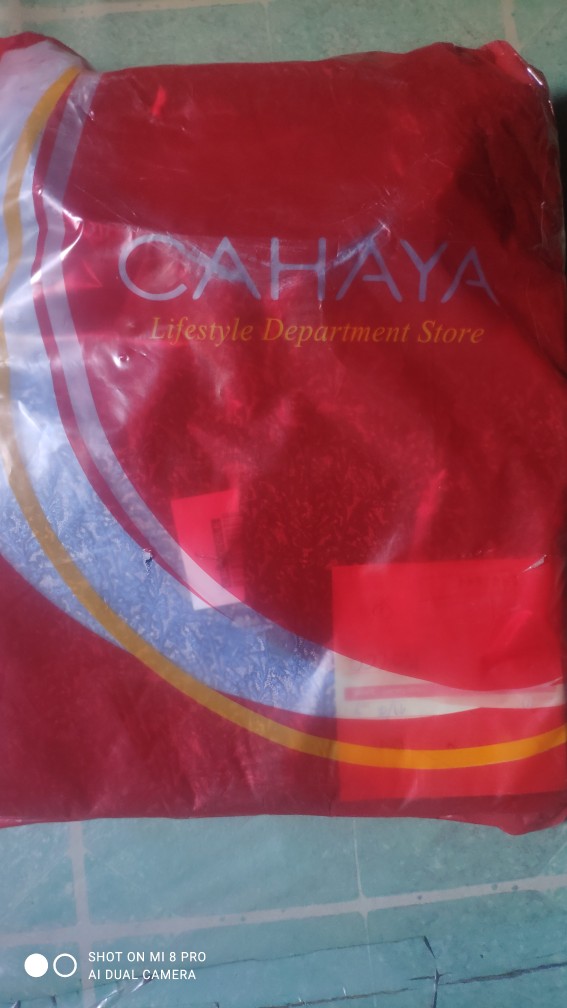 CAHAYA
Lifestyle Department Store
SHOT ON MI 8 PRO
AI DUAL CAMERA